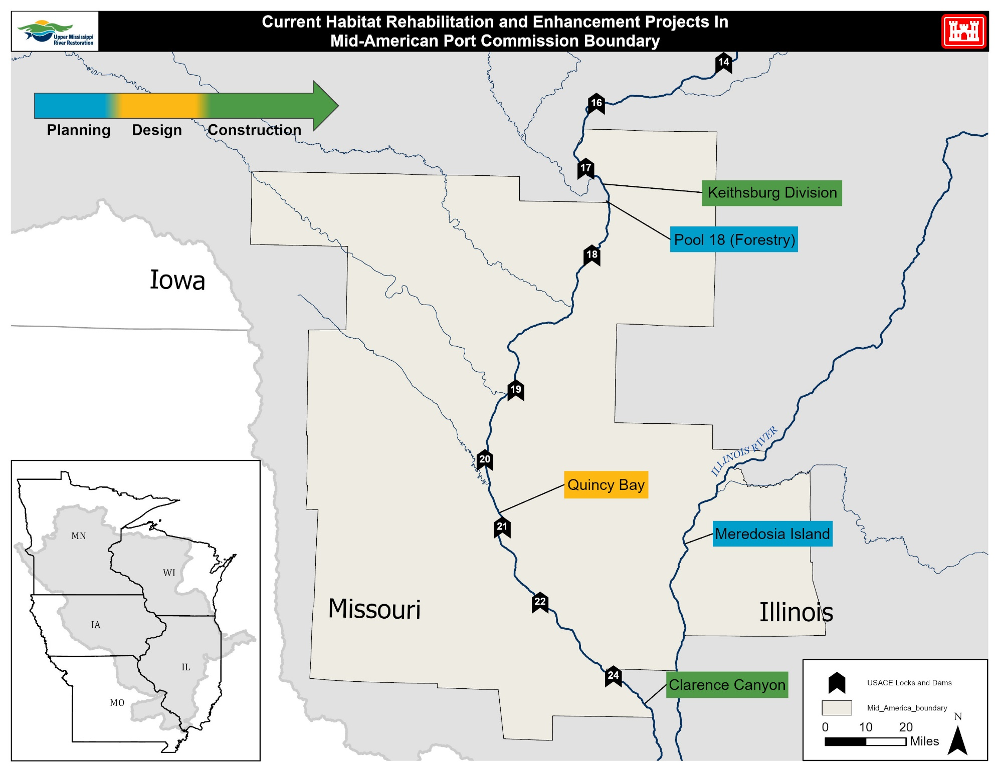 Current Habitat Rehabilitation and Enhancement Projects In
Mid-American Port Commission Boundary
Upper Mississippi
River Restoration
14
16
Planning
Design
Construction
17
Keithsburg Division
Pool 18 (Forestry)
18
Iowa
19
ILLINOIS RIVER
20
Quincy Bay
21
Meredosia Island
MN
WI
22
Missouri
Illinois
IA
IL
MO
24
Clarence Canyon
USACE Locks and Dams
Mid_America_boundary
N
0 10 20
Miles